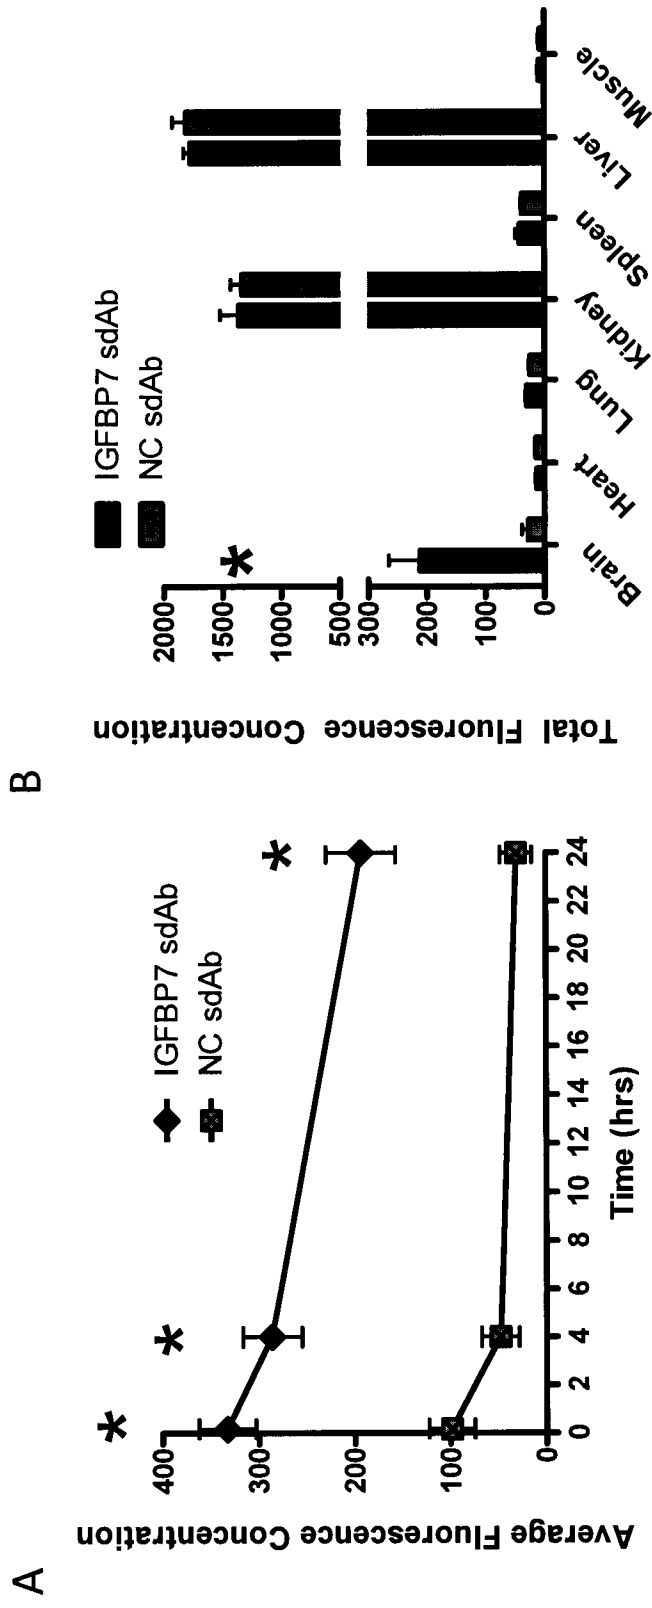 A
Average Fluorescence Concentration
400
300
200
100
0
0 2 4 6 8 10 12 14 16 18 20 22 24
Time (hrs)
IGFBP7 sdAb
NC sdAb
*
*
*
B
Total Fluorescence Concentration
2000
1500
1000
500
300
200
100
0
Brain Heart Lung Kidney Spleen Liver Muscle
IGFBP7 sdAb
NC sdAb
*